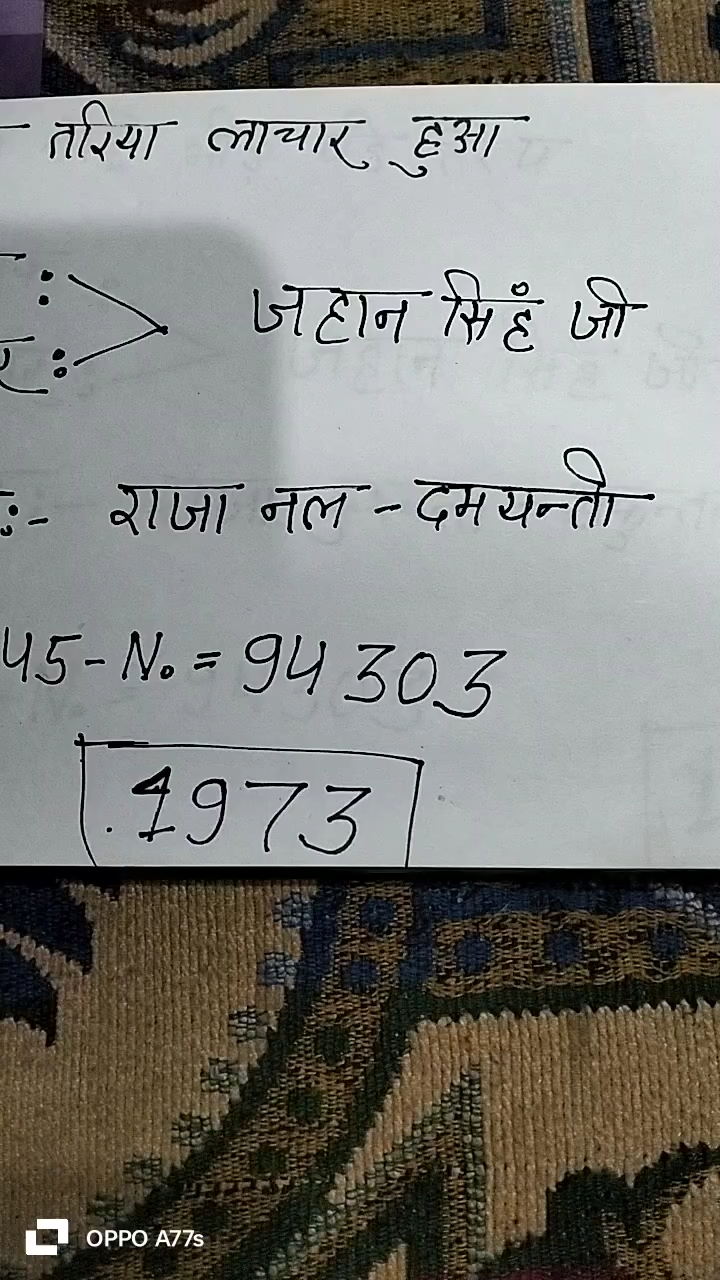 तरिया लाचार हुआ
: जहान सिहँ जी
र :
:- राजा नल - दमयन्ती
45 - No. = 94303
.1973
OPPO A77s